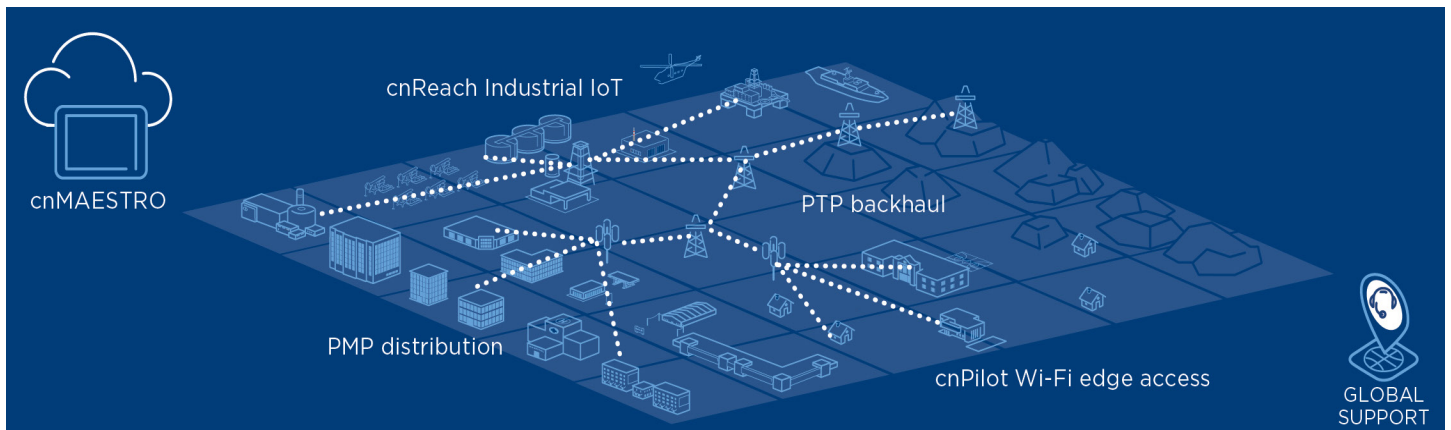 cnReach Industrial IoT
cnMAESTRO
PTP backhaul
PMP distribution
cnPilot Wi-Fi edge access
GLOBAL
SUPPORT